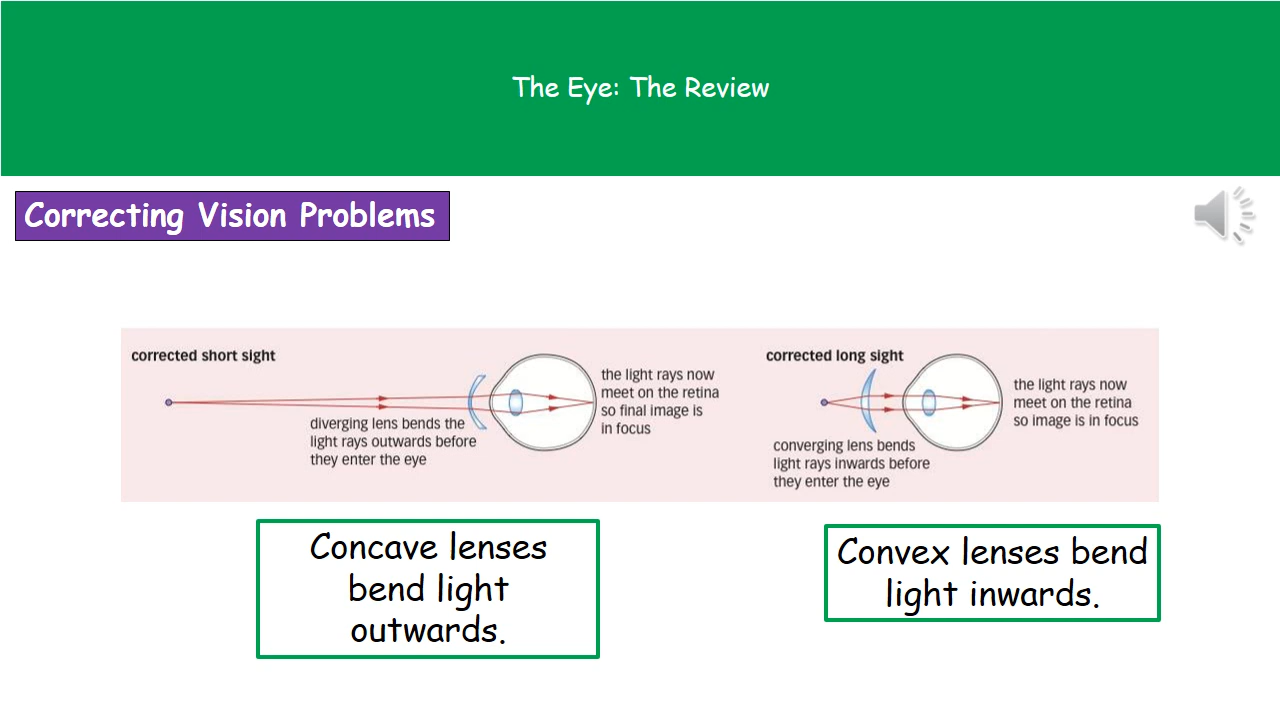 The Eye: The Review
Correcting Vision Problems
corrected short sight
the light rays now
meet on the retina
so final image is
in focus
diverging lens bends the
light rays outwards before
they enter the eye
corrected long sight
the light rays now
meet on the retina
so image is in focus
converging lens bends
light rays inwards before
they enter the eye
Concave lenses
bend light
outwards.
Convex lenses bend
light inwards.